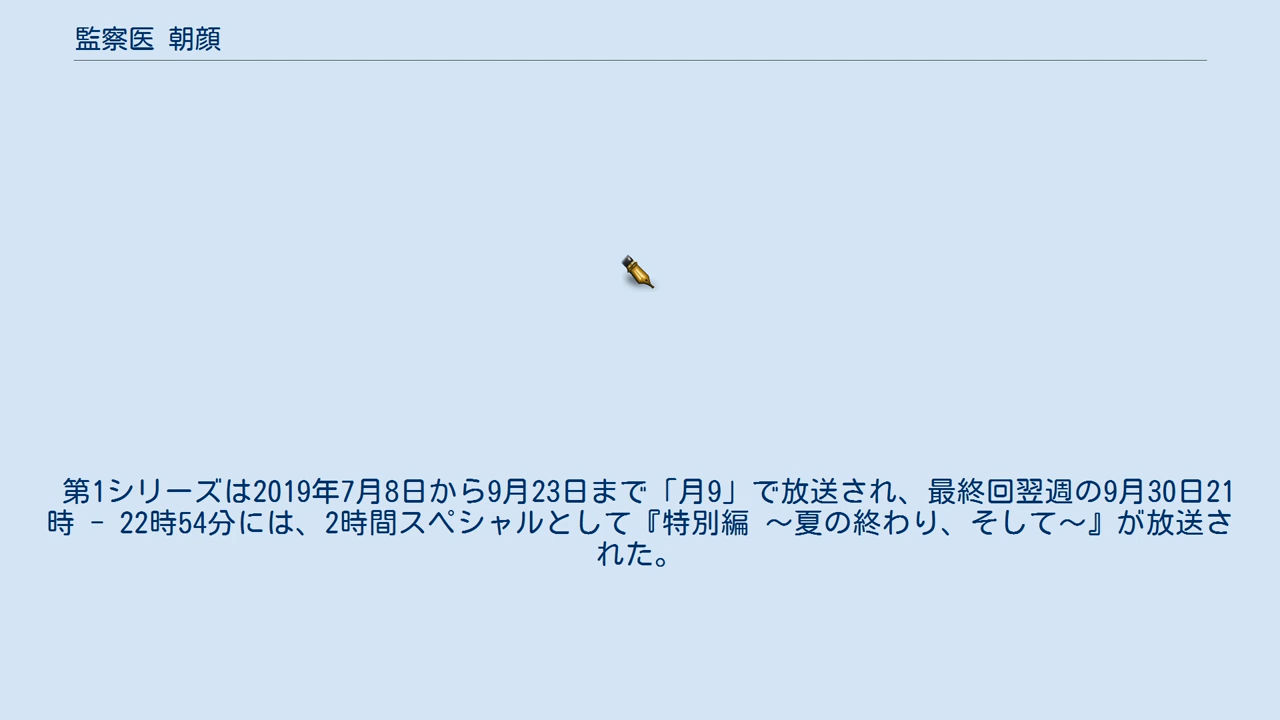 監察医 朝顔
第1シリーズは2019年7月8日から9月23日まで「月9」で放送され、最終回翌週の9月30日21
時 - 22時54分には、2時間スペシャルとして『特別編 〜夏の終わり、そして〜』が放送さ
れた。